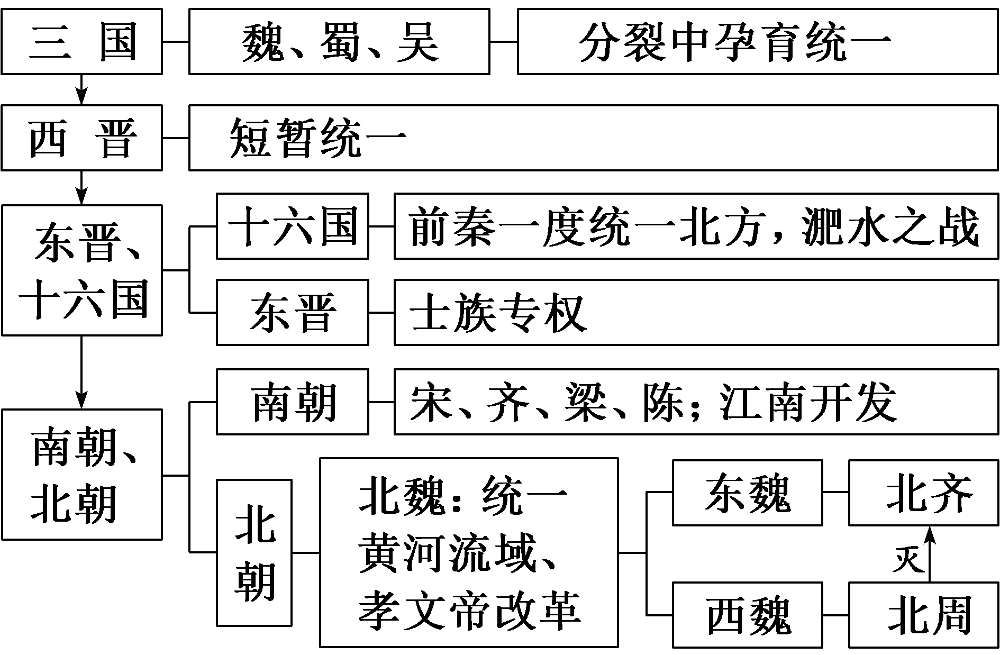 三 国
魏、蜀、吴
分裂中孕育统一
西 晋
短暂统一
东晋、
十六国
十六国
前秦一度统一北方，淝水之战
东晋
士族专权
南朝、
北朝
南朝
宋、齐、梁、陈；江南开发
北
朝
北魏：统一
黄河流域、
孝文帝改革
东魏
北齐
灭
西魏
北周